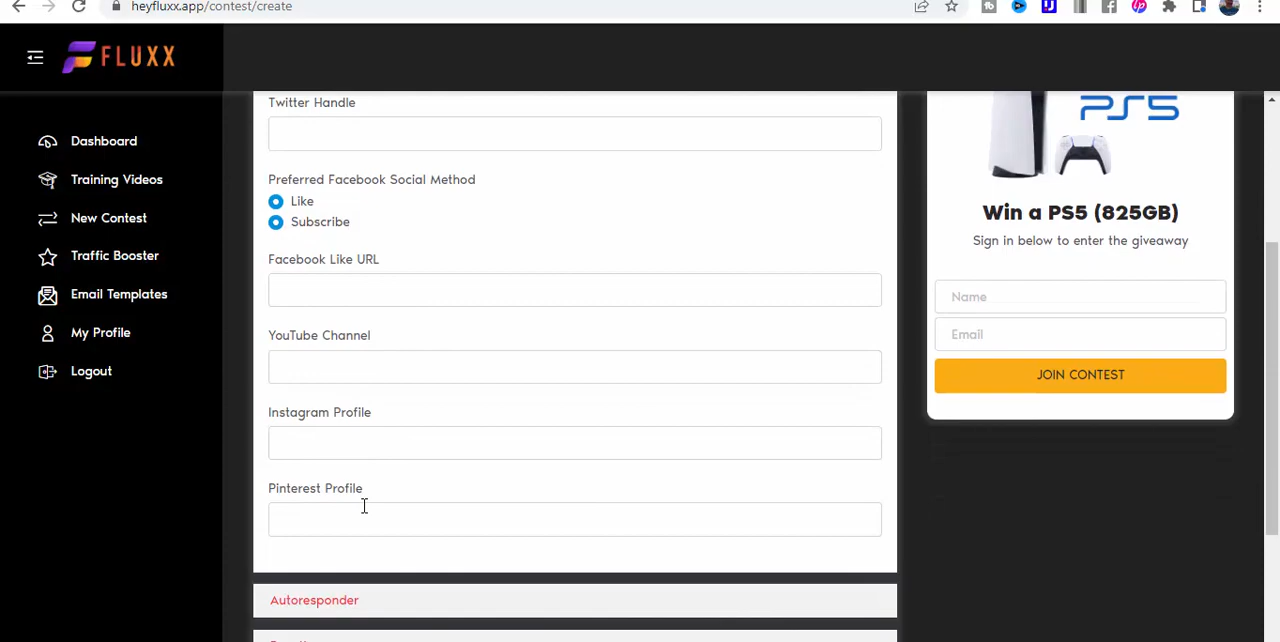 heyfluxx.app/contest/create
FLUXX
Dashboard
Training Videos
New Contest
Traffic Booster
Email Templates
My Profile
Logout
Twitter Handle
Preferred Facebook Social Method
Like
Subscribe
Facebook Like URL
YouTube Channel
Instagram Profile
Pinterest Profile
Autoresponder
PS5
Win a PS5 (825GB)
Sign in below to enter the giveaway
Name
Email
JOIN CONTEST